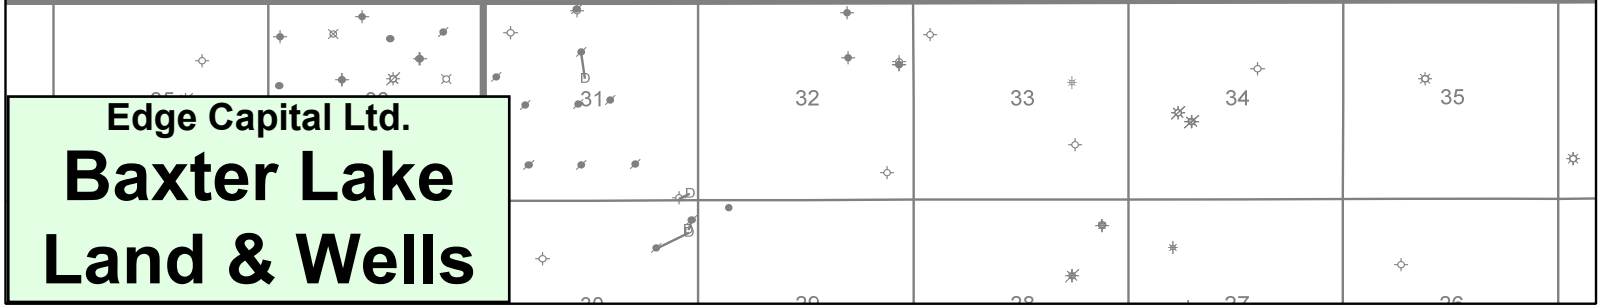 D
31
32
33
34
35
Edge Capital Ltd.
Baxter Lake
Land & Wells
D
D